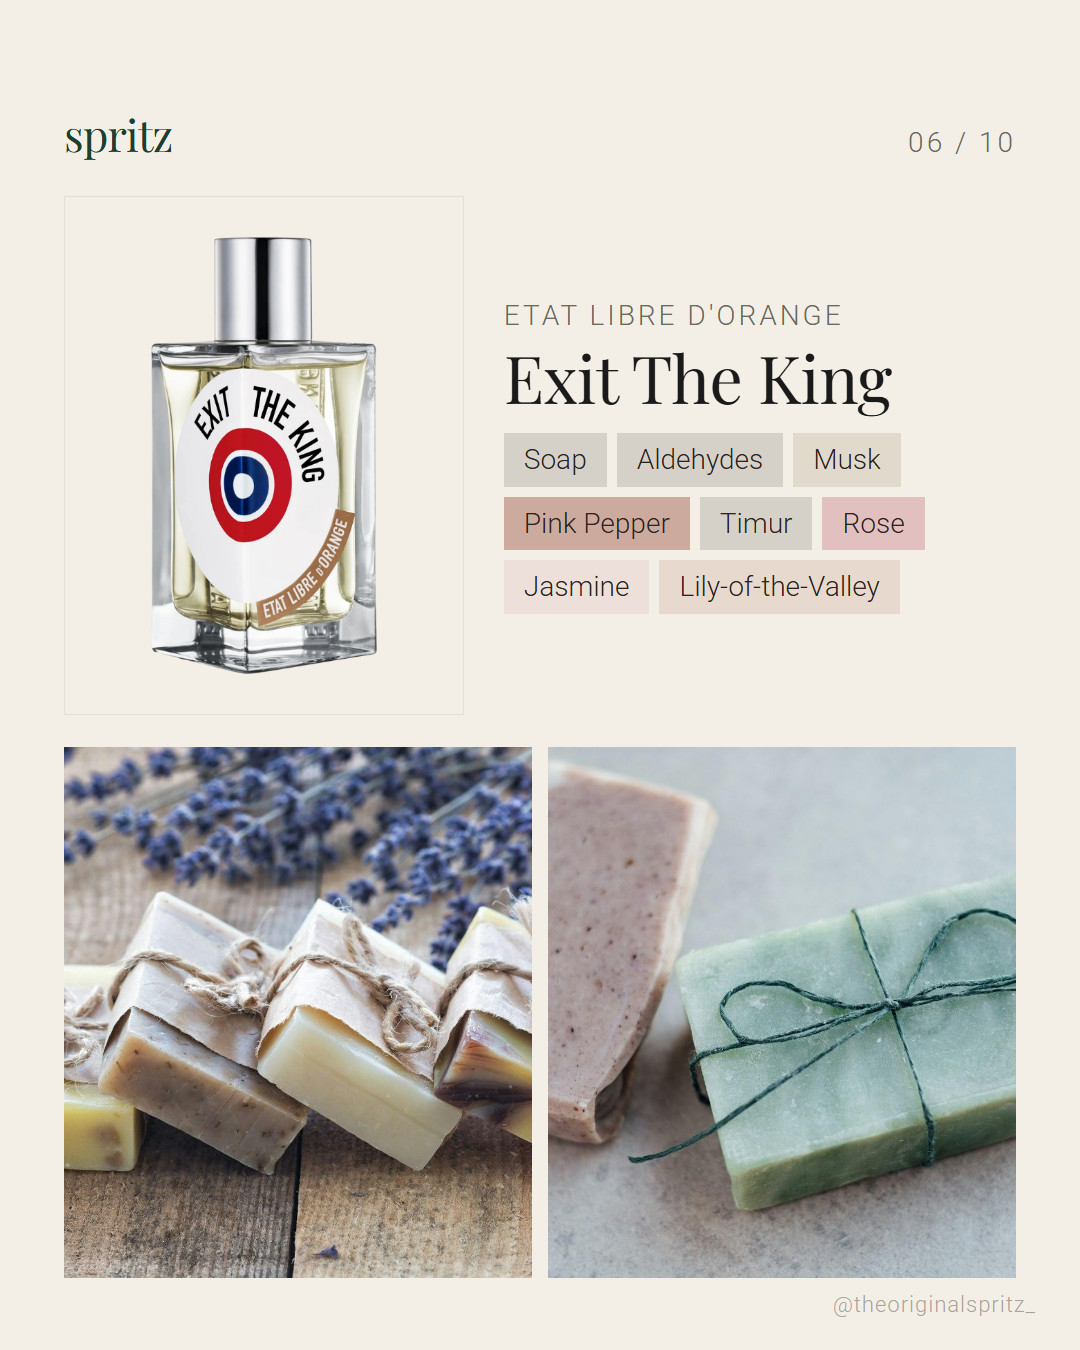 spritz
06 / 10
EXIT THE KING
ETAT LIBRE D'ORANGE
ETAT LIBRE D'ORANGE
Exit The King
Soap Aldehydes Musk
Pink Pepper Timur Rose
Jasmine Lily-of-the-Valley
@theoriginalspritz_